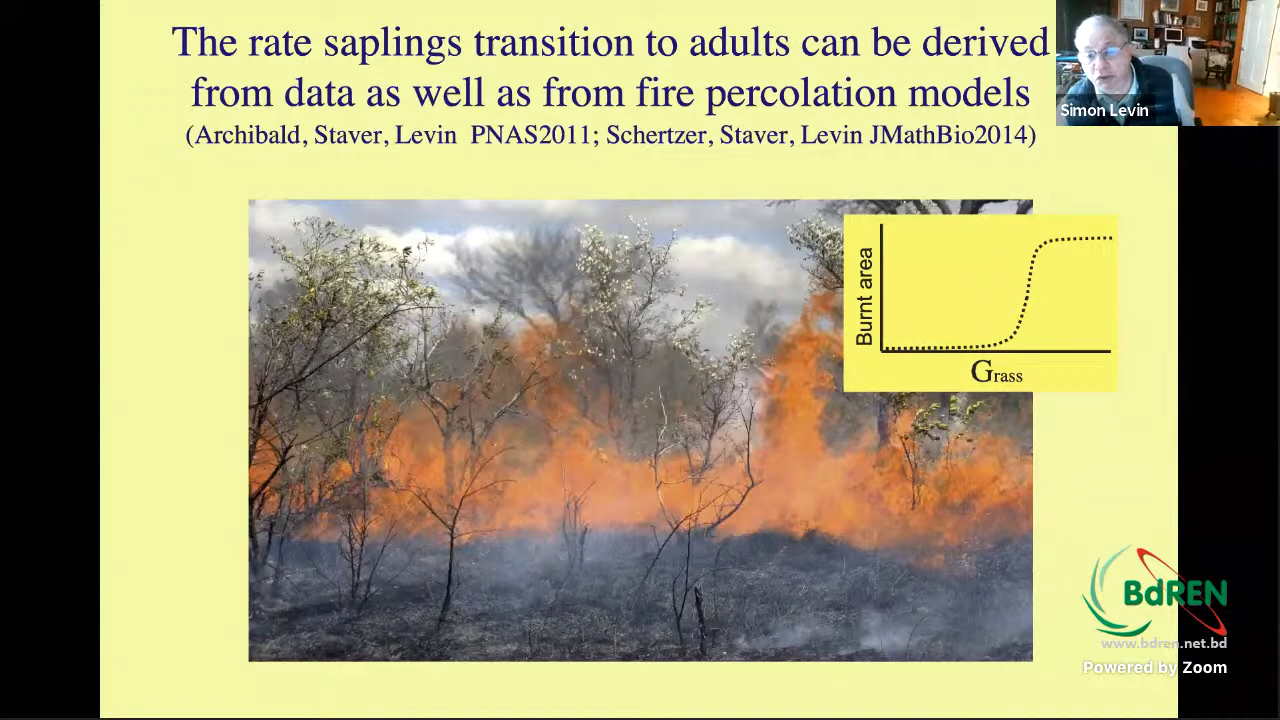 The rate saplings transition to adults can be derived
from data as well as from fire percolation models
(Archibald, Staver, Levin PNAS2011; Schertzer, Staver, Levin JMathBio2014)
Simon Levin
Burnt area
Grass
BdREN
www.bdren.net.bd
Powered by Zoom